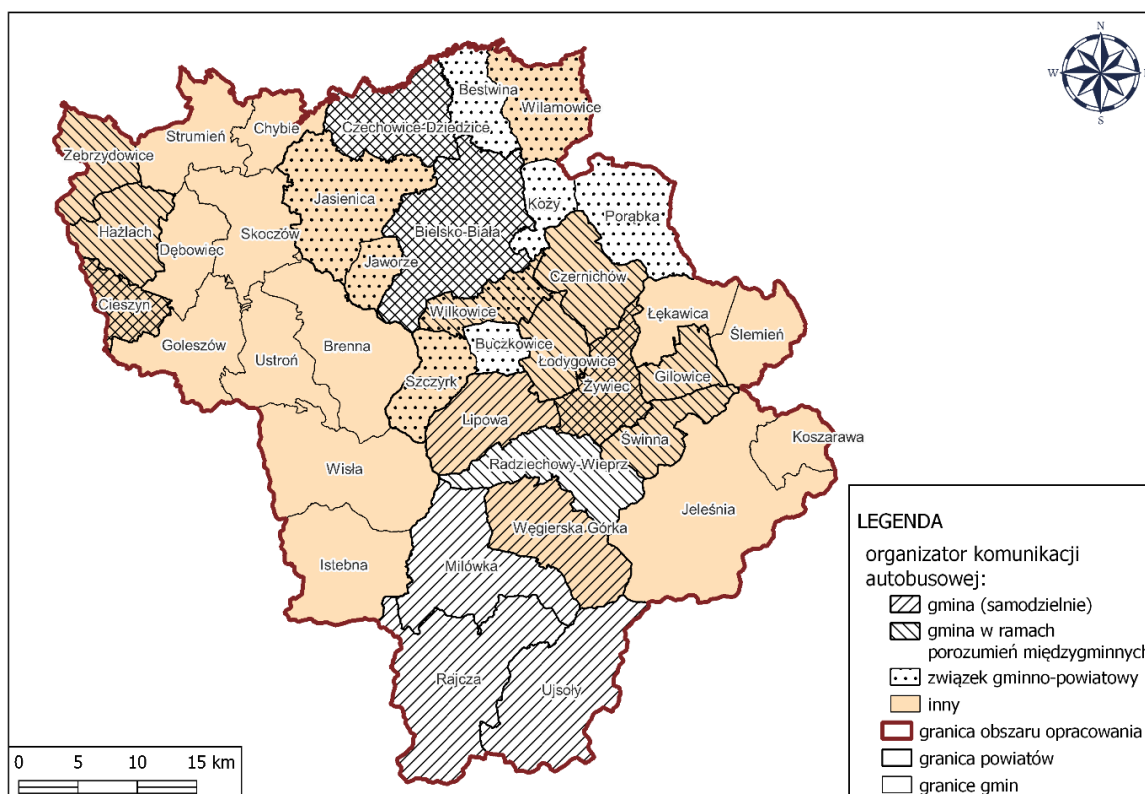 N
W
S
Bestwina
Wilamowice
Czechowice-Dziedzice
Chybie
Strumień
Zebrzydowice
Jasienica
Kozy
Porąbka
Hażlach
Skoczów
Bielsko-Biała
Dębowiec
Jaworze
Czernichów
Cieszyn
Wilkowice
Łękawica
Ślemień
Goleszów
Ustroń
Brenna
Buczkowice
Łodygowice
Gilowice
Szczyrk
Żywiec
Lipowa
Świnna
Koszarawa
Wisła
Radziechowy-Wieprz
Jeleśnia
Węgierska Górka
Istebna
Milówka
Rajcza
Ujsoły
LEGENDA
organizator komunikacji
autobusowej:
gmina (samodzielnie)
gmina w ramach
porozumień międzygminnych
związek gminno-powiatowy
inny
granica obszaru opracowania
granica powiatów
granice gmin
0 5 10 15 km